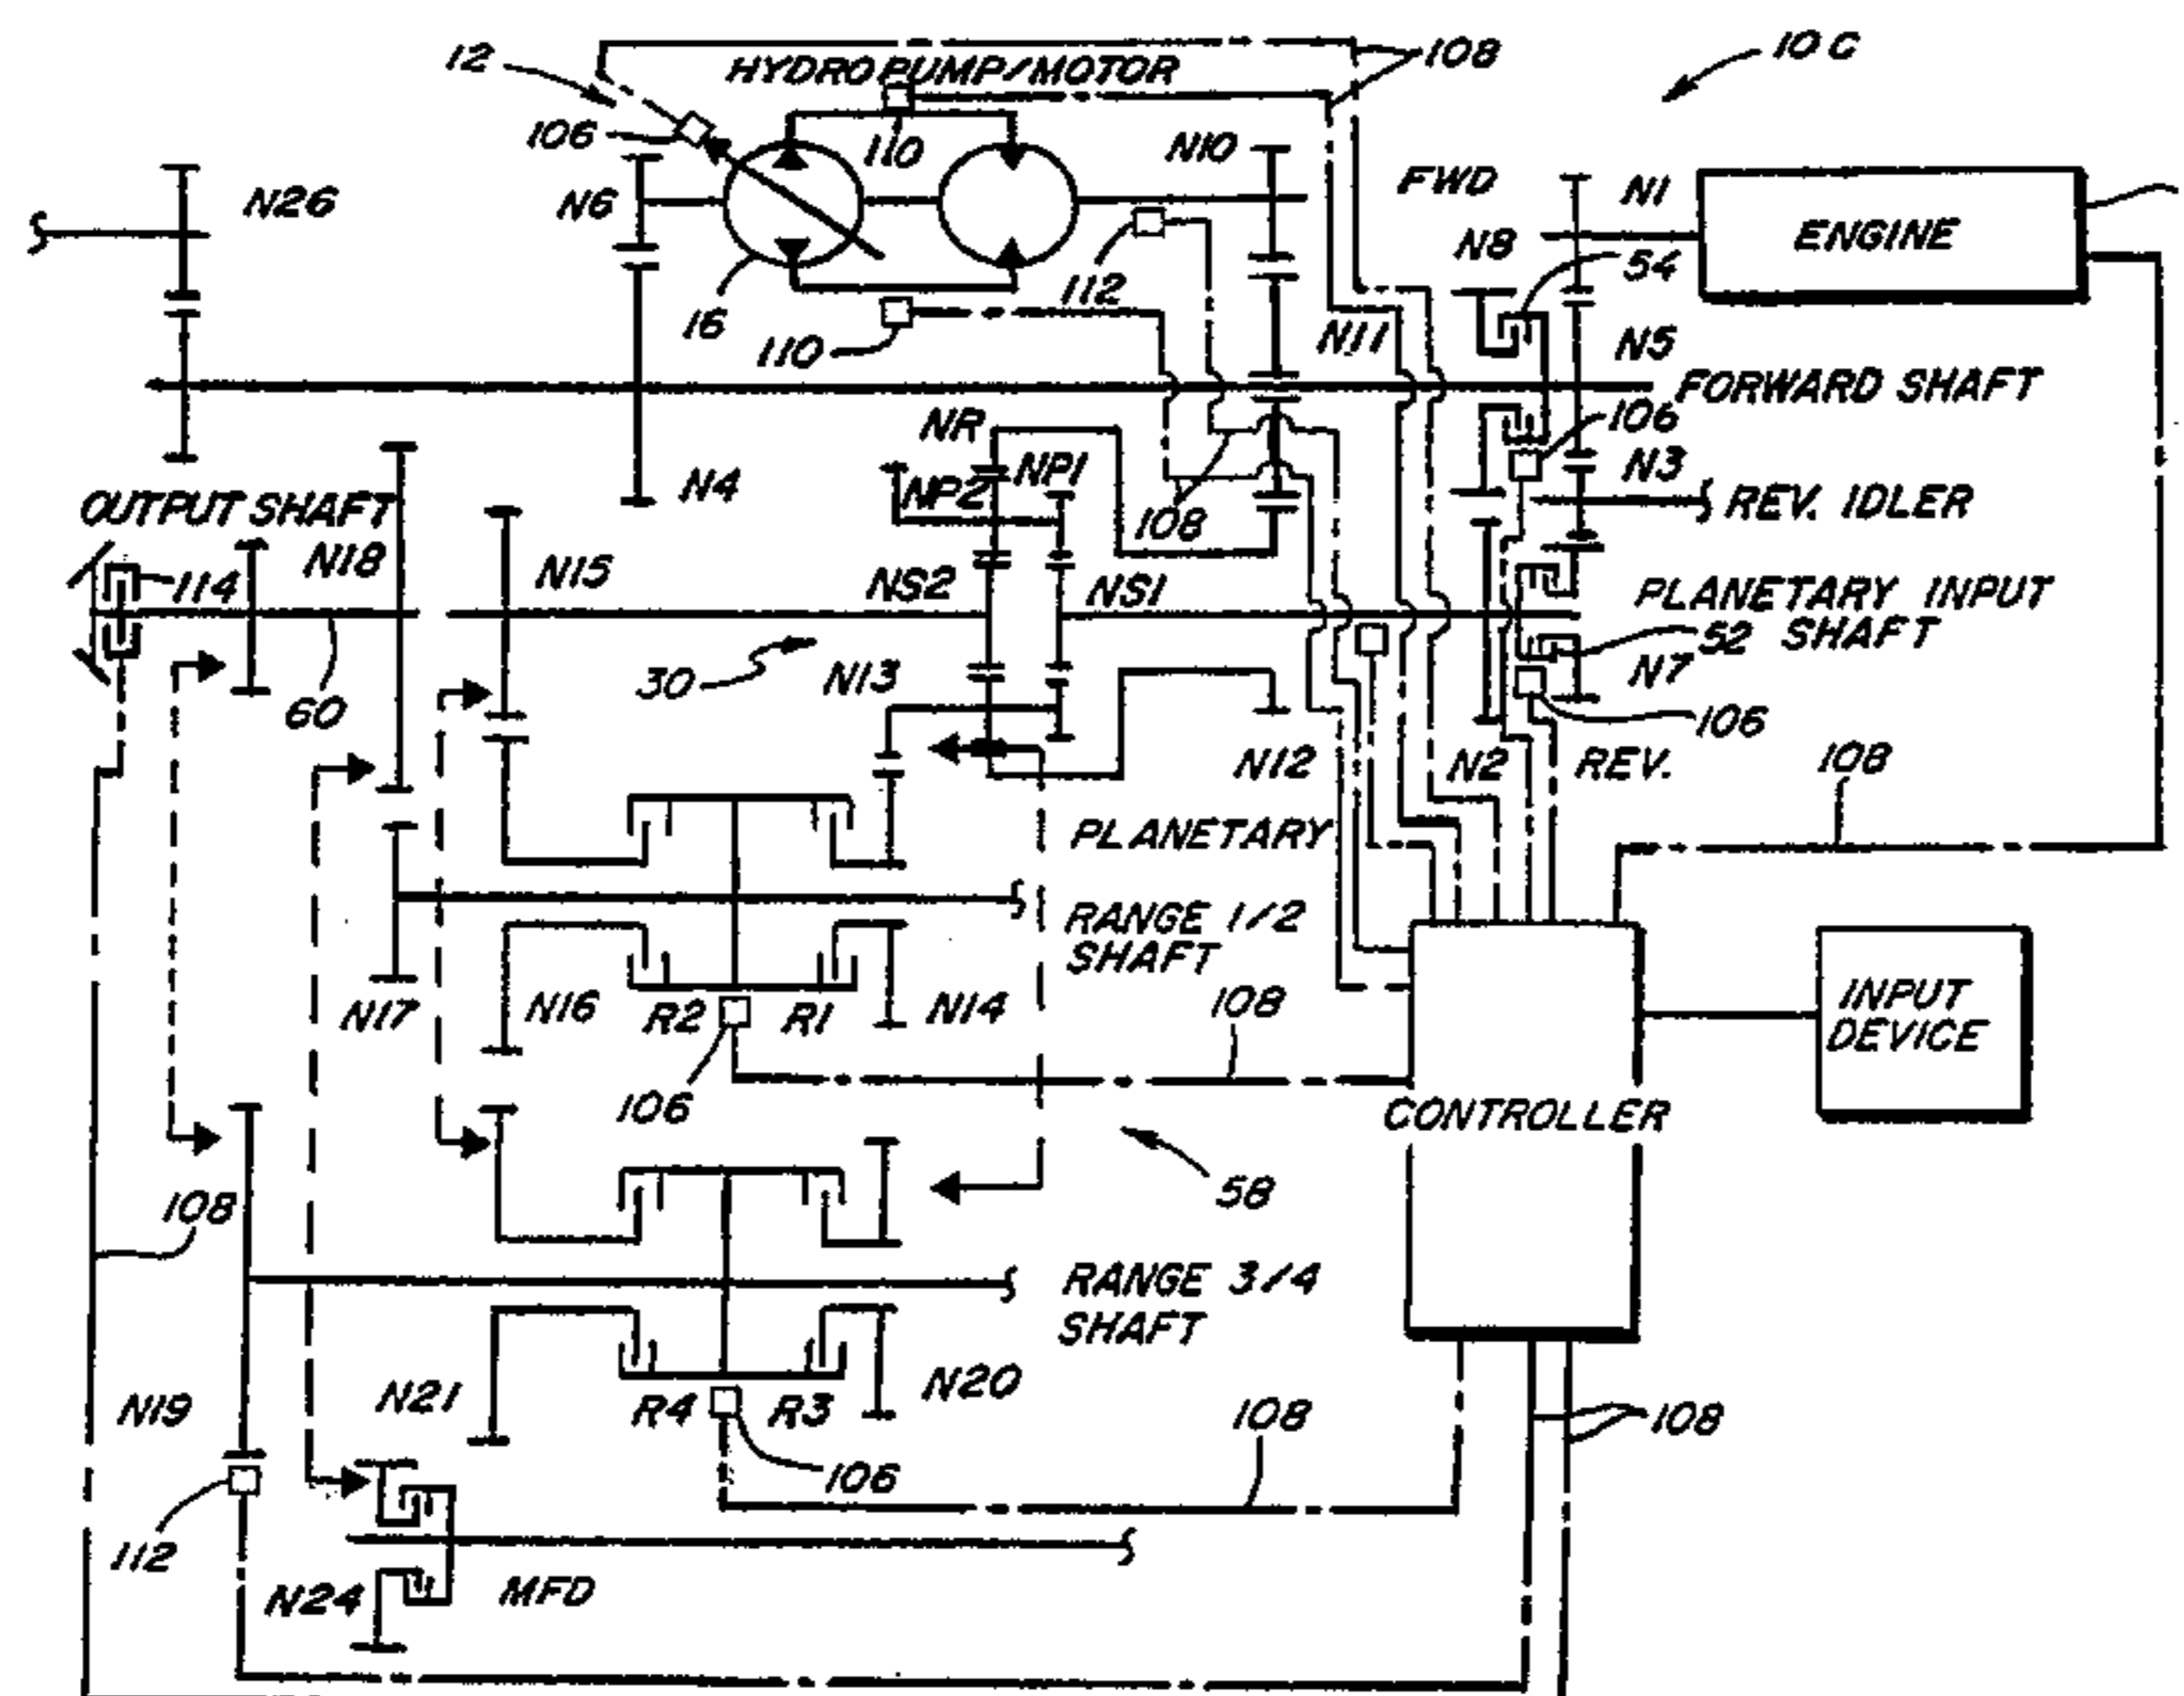 12
HYDRO PUMP/MOTOR
108
10C
106
110
N10
N26
N6
FWD
N1
ENGINE
N8
54
112
16
110
N11
N5
FORWARD SHAFT
NR
106
NP1
N3
NP2
N4
OUTPUT SHAFT
108
REV. IDLER
N18
N15
114
NS2
NS1
PLANETARY INPUT
SHAFT
52
30
N13
N7
60
106
N12
N2
REV.
108
PLANETARY
RANGE 1/2
SHAFT
N17
N16
R2
R1
N14
108
INPUT
DEVICE
106
CONTROLLER
58
108
RANGE 3/4
SHAFT
N19
N21
R4
R3
N20
108
108
106
112
N24
MFD